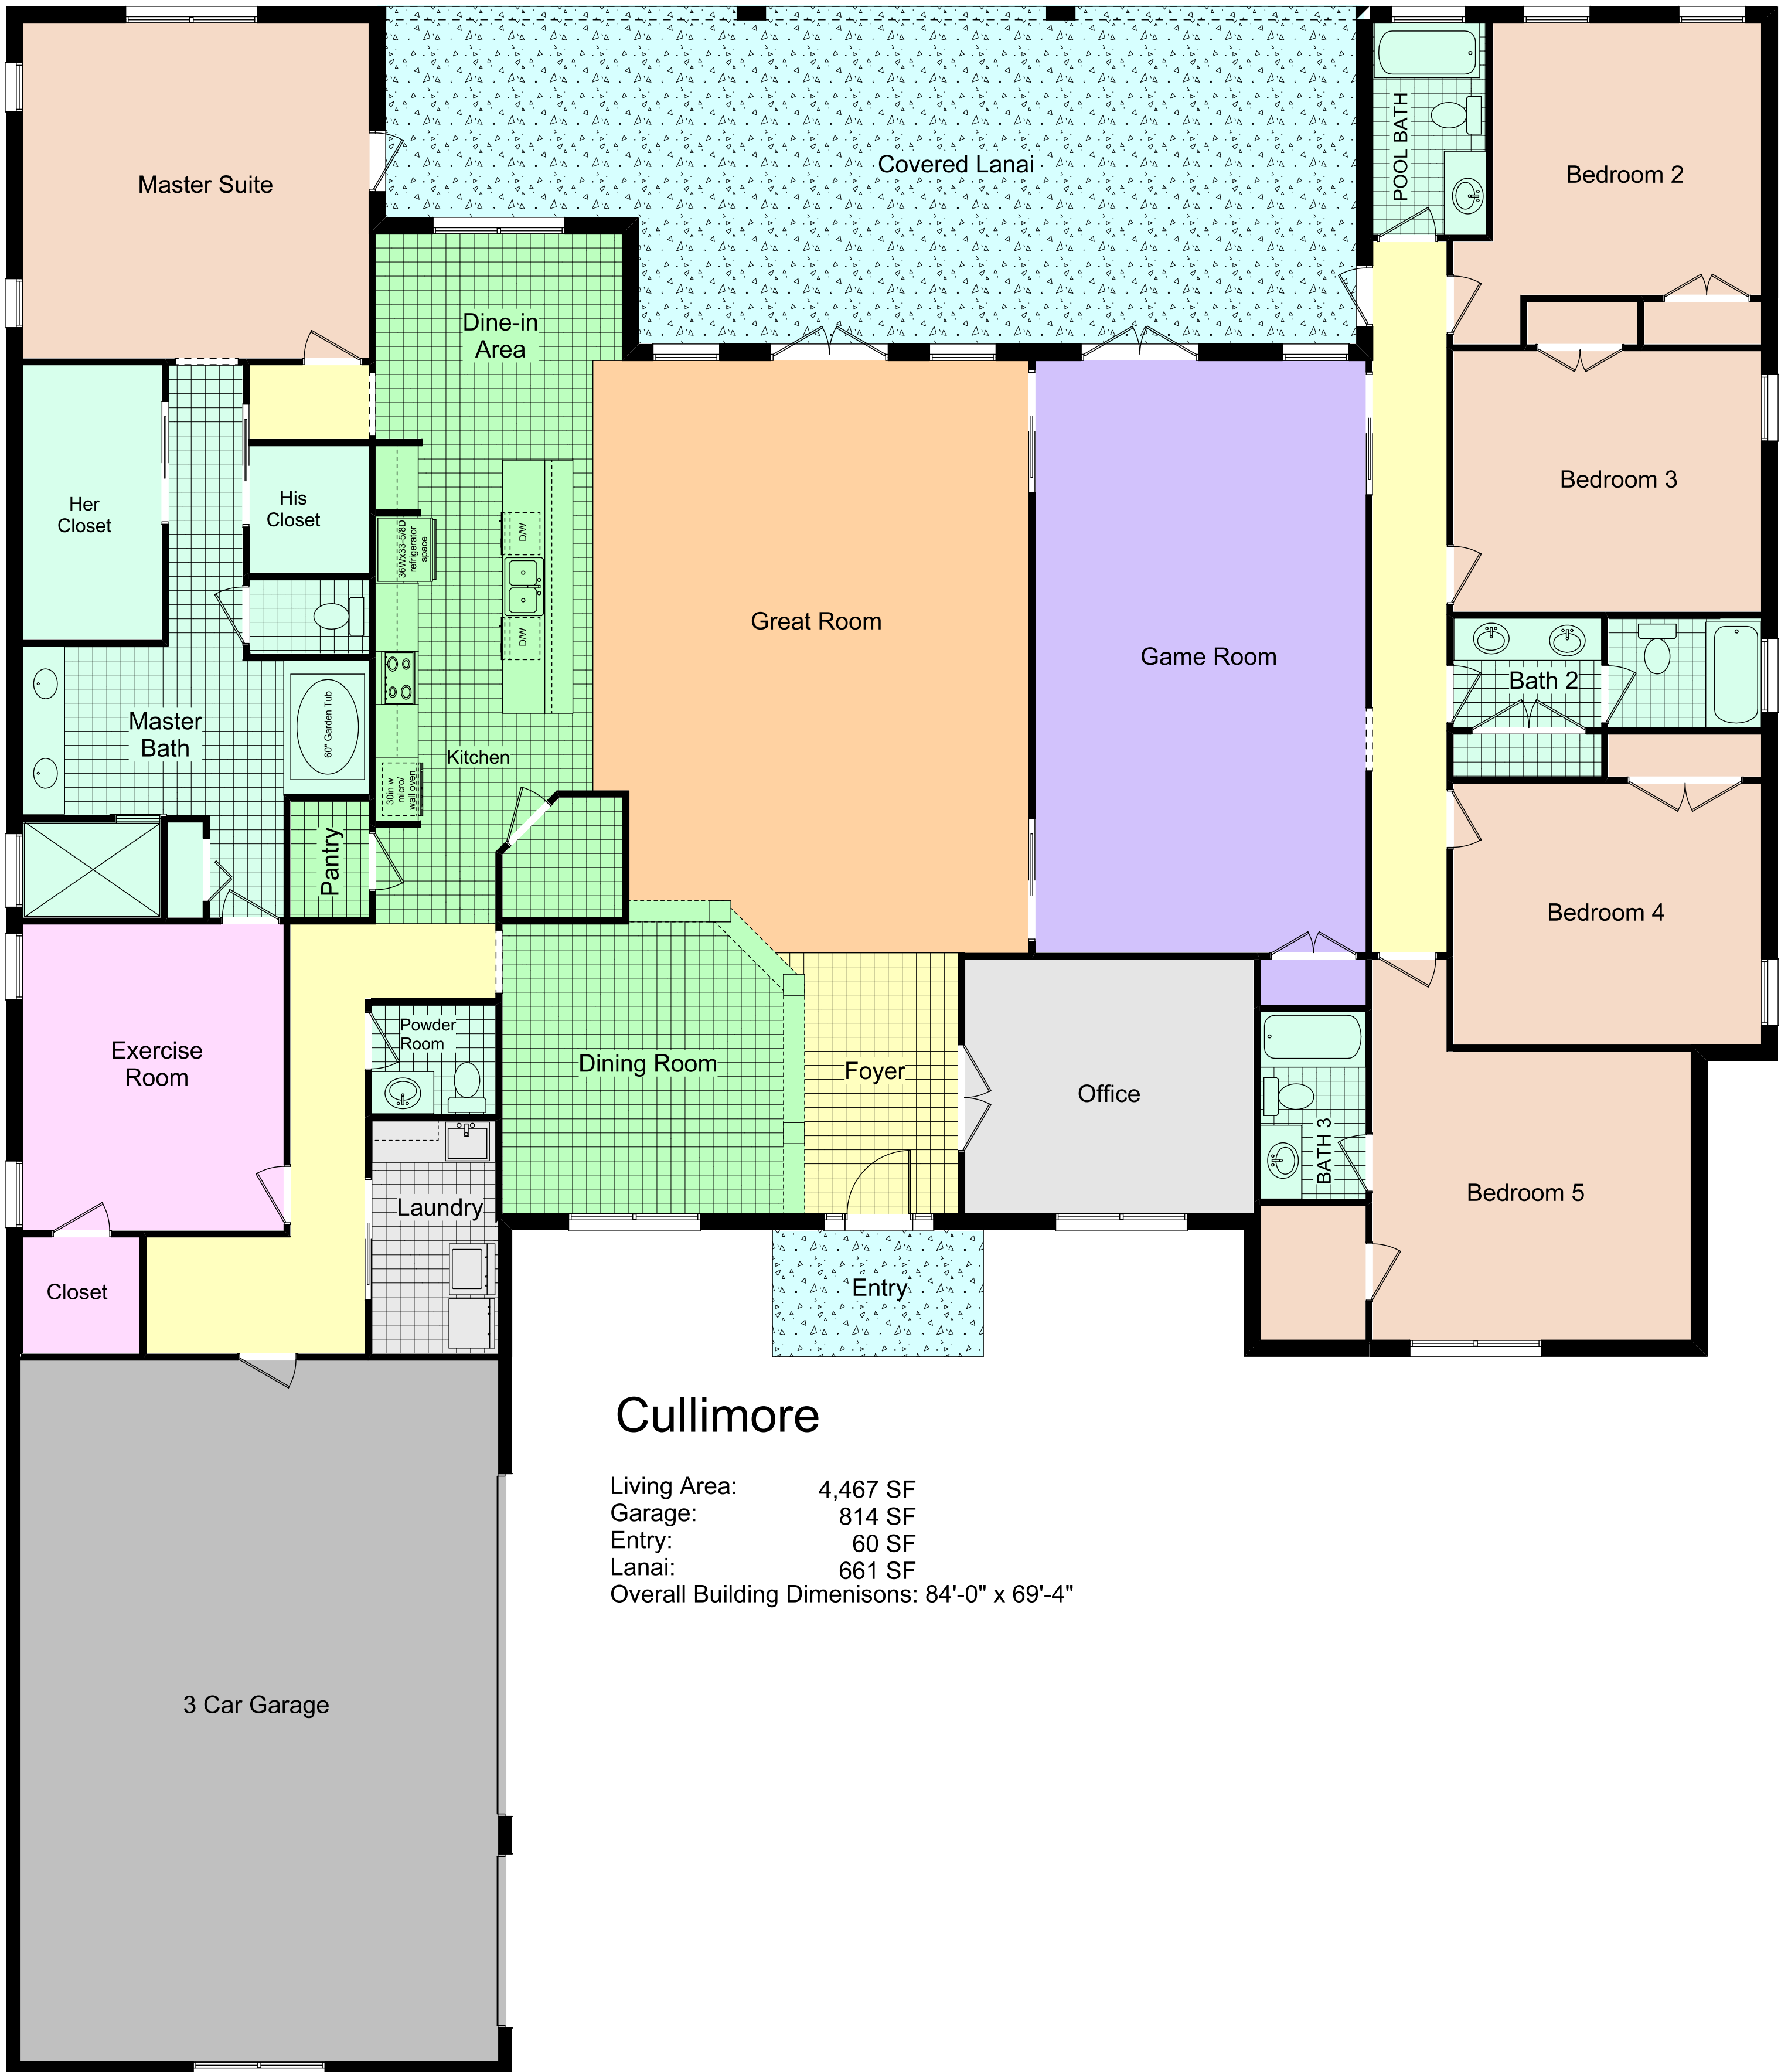 Master Suite
Covered Lanai
POOL BATH
Bedroom 2
Dine-in
Area
Her
Closet
His
Closet
36Wx33-5/8D
refrigerator
space
D/W
D/W
Great Room
Game Room
Bedroom 3
Bath 2
Master
Bath
60" Garden Tub
Kitchen
30in w
micro/
wall oven
Pantry
Bedroom 4
Exercise
Room
Powder
Room
Dining Room
Foyer
Office
BATH 3
Bedroom 5
Laundry
Closet
Entry
Cullimore
Living Area: 4,467 SF
Garage: 814 SF
Entry: 60 SF
Lanai: 661 SF
Overall Building Dimenisons: 84'-0" x 69'-4"
3 Car Garage